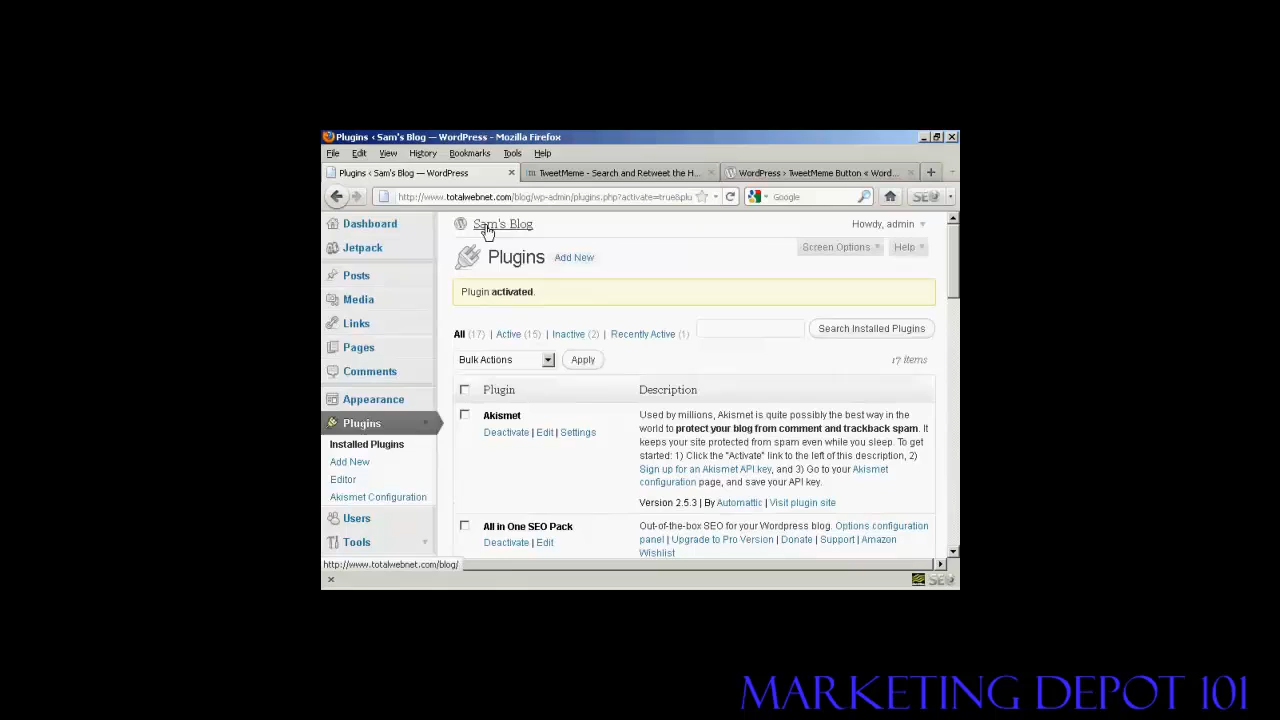 Plugins ‹ Sam's Blog — WordPress - Mozilla Firefox
File Edit View History Bookmarks Tools Help
Plugins ‹ Sam's Blog — WordPress × TweetMeme - Search and Retweet the H... × WordPress › TweetMeme Button « Word... × +
http://www.totalwebnet.com/blog/wp-admin/plugins.php?activate=true&plu Google SEO
Dashboard
Jetpack
Posts
Media
Links
Pages
Comments
Appearance
Plugins
Installed Plugins
Add New
Editor
Akismet Configuration
Users
Tools
Sam's Blog Howdy, admin
Screen Options Help
Plugins Add New
Plugin activated.
All (17) | Active (15) | Inactive (2) | Recently Active (1) Search Installed Plugins
Bulk Actions Apply 17 items
Plugin Description
Akismet
Deactivate | Edit | Settings
Used by millions, Akismet is quite possibly the best way in the
world to protect your blog from comment and trackback spam. It
keeps your site protected from spam even while you sleep. To get
started: 1) Click the "Activate" link to the left of this description, 2)
Sign up for an Akismet API key, and 3) Go to your Akismet
configuration page, and save your API key.
Version 2.5.3 | By Automattic | Visit plugin site
All in One SEO Pack
Deactivate | Edit
Out-of-the-box SEO for your Wordpress blog. Options configuration
panel | Upgrade to Pro Version | Donate | Support | Amazon
Wishlist
http://www.totalwebnet.com/blog/
× SEO
MARKETING DEPOT 101